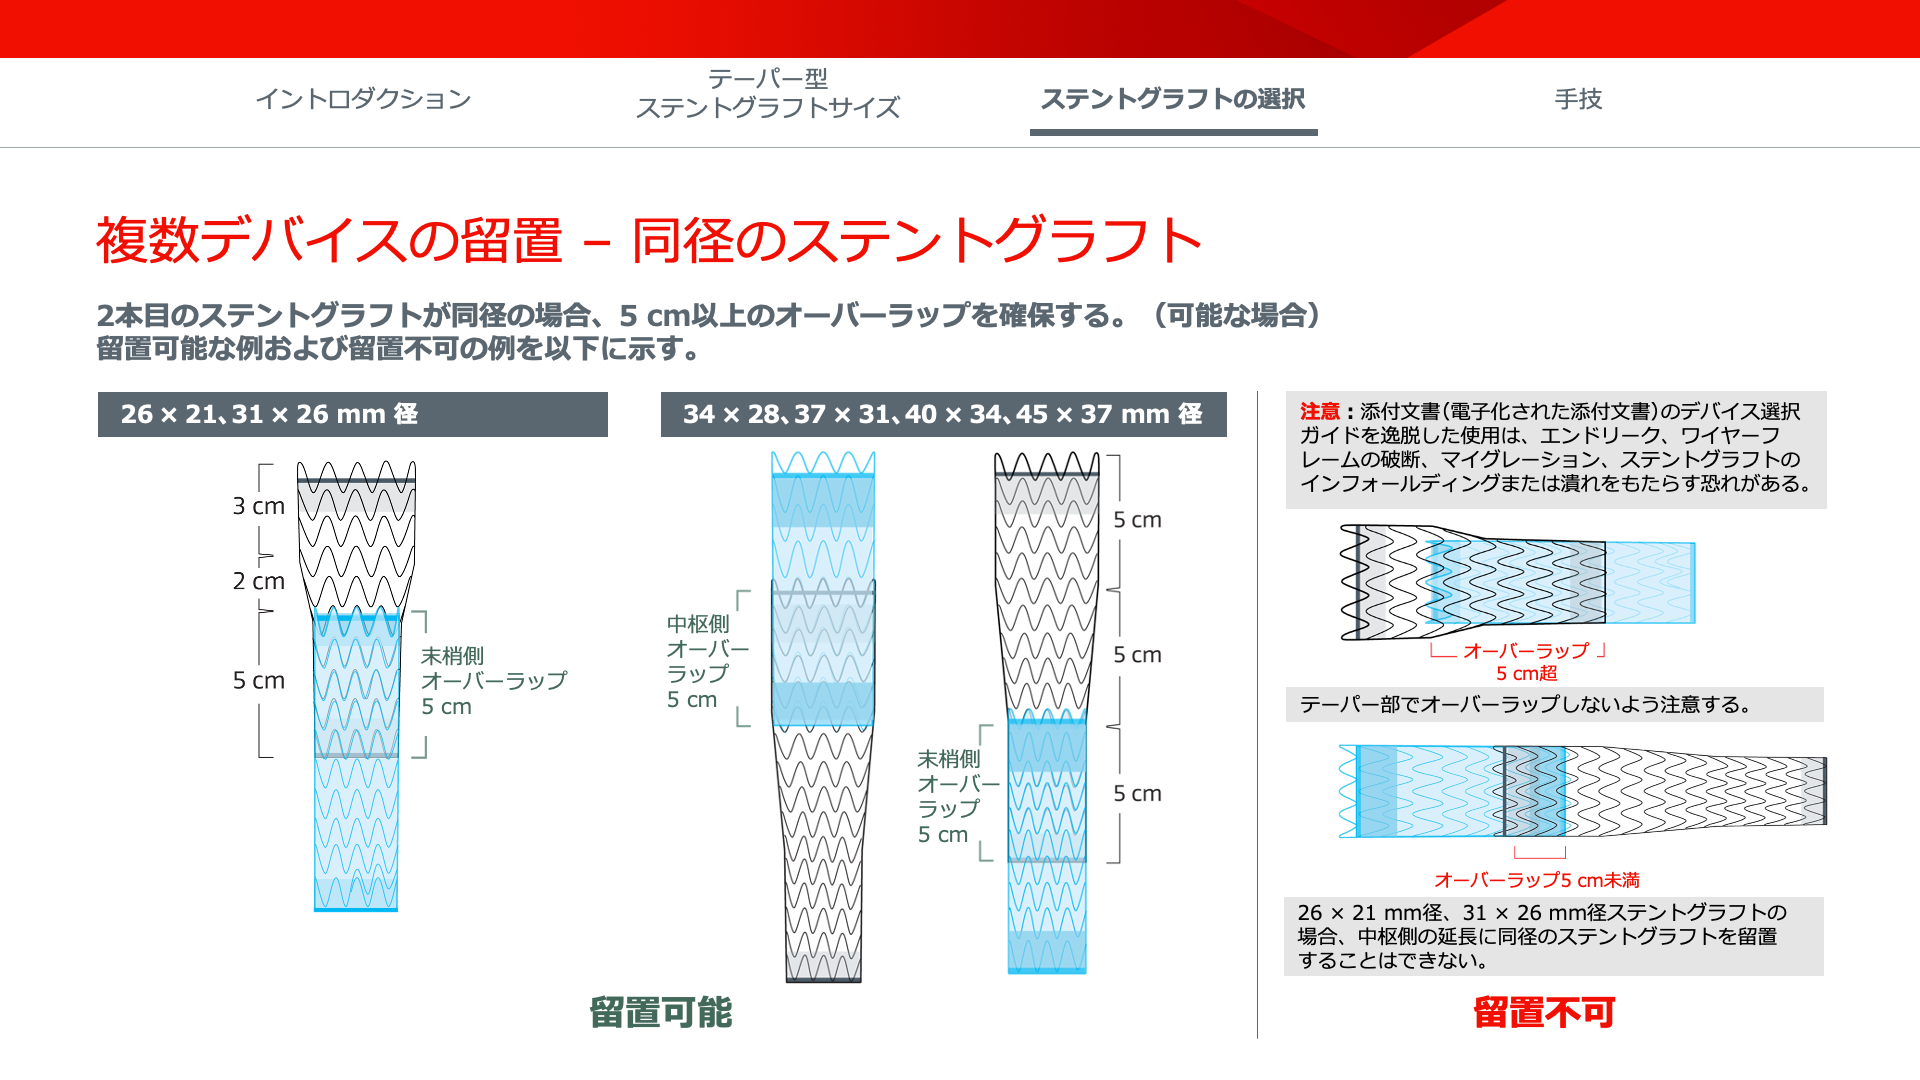 イントロダクション
テーパー型
ステントグラフトサイズ
ステントグラフトの選択
手技
複数デバイスの留置 – 同径のステントグラフト
2本目のステントグラフトが同径の場合、5 cm以上のオーバーラップを確保する。（可能な場合）
留置可能な例および留置不可の例を以下に示す。
26 × 21、31 × 26 mm 径
3 cm
2 cm
5 cm
末梢側
オーバーラップ
5 cm
34 × 28、37 × 31、40 × 34、45 × 37 mm 径
中枢側
オーバー
ラップ
5 cm
5 cm
5 cm
5 cm
末梢側
オーバー
ラップ
5 cm
留置可能
注意：添付文書（電子化された添付文書）のデバイス選択
ガイドを逸脱した使用は、エンドリーク、ワイヤーフ
レームの破断、マイグレーション、ステントグラフトの
インフォールディングまたは潰れをもたらす恐れがある。
オーバーラップ
5 cm超
テーパー部でオーバーラップしないよう注意する。
オーバーラップ5 cm未満
26 × 21 mm径、31 × 26 mm径ステントグラフトの
場合、中枢側の延長に同径のステントグラフトを留置
することはできない。
留置不可